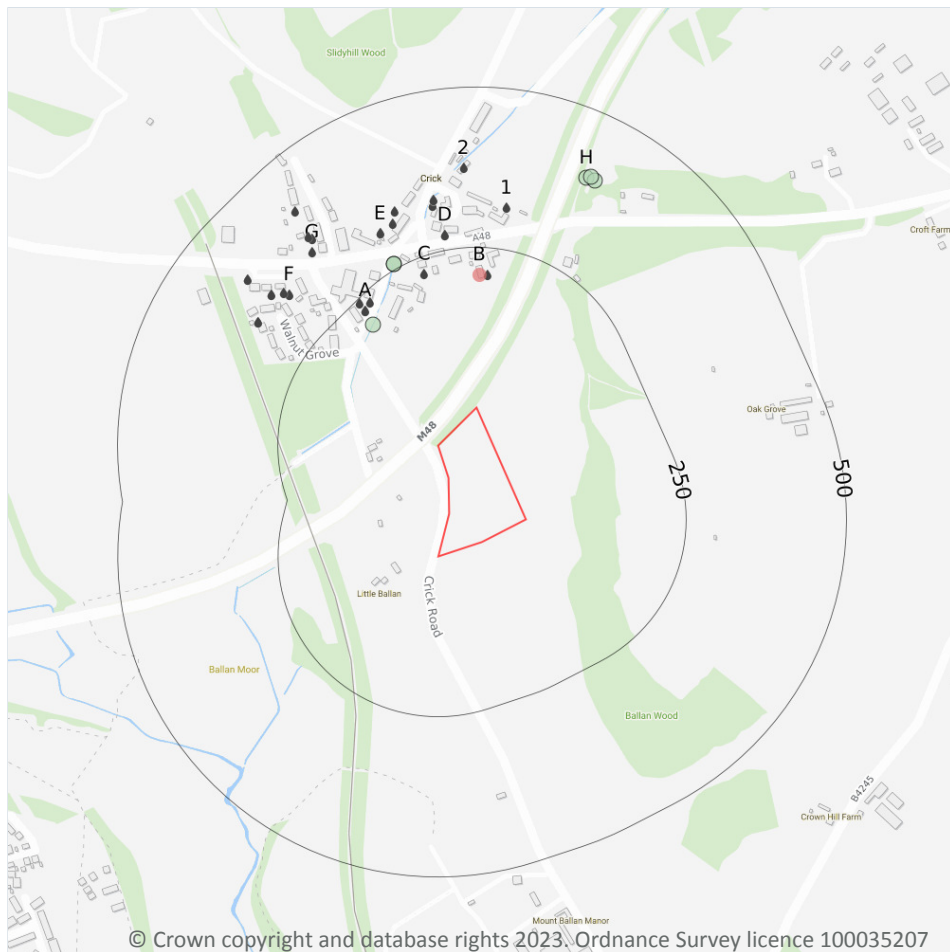 Slidyhill Wood
2
H
Crick
1
E
D
A48
G
Croft Farm
C
B
F
A
Walnut Grove
Oak Grove
M48
250
500
Crick Road
Little Ballan
Ballan Moor
Ballan Wood
B4245
Crown Hill Farm
Mount Ballan Manor
© Crown copyright and database rights 2023. Ordnance Survey licence 100035207